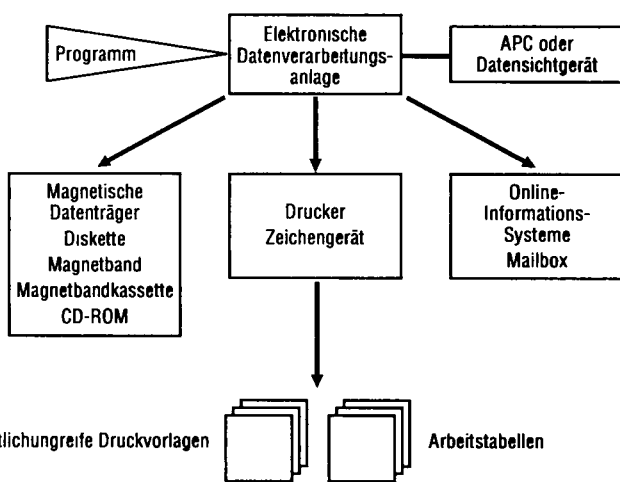 Programm
Elektronische
Datenverarbeitungs-
anlage
APC oder
Datensichtgerät
Magnetische
Datenträger
Diskette
Magnetband
Magnetbandkassette
CD-ROM
Drucker
Zeichengerät
Online-
Informations-
Systeme
Mailbox
tlichungreife Druckvorlagen
Arbeitstabellen